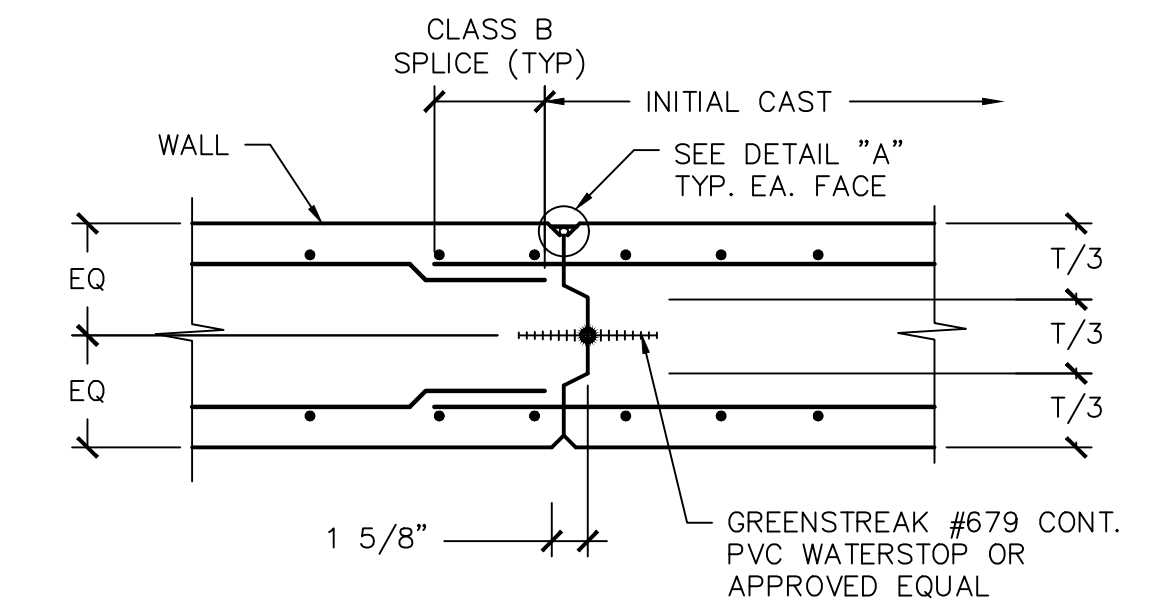 CLASS B
SPLICE (TYP)
INITIAL CAST
WALL
SEE DETAIL "A"
TYP. EA. FACE
EQ
EQ
T/3
T/3
T/3
1 5/8"
GREENSTREAK #679 CONT.
PVC WATERSTOP OR
APPROVED EQUAL